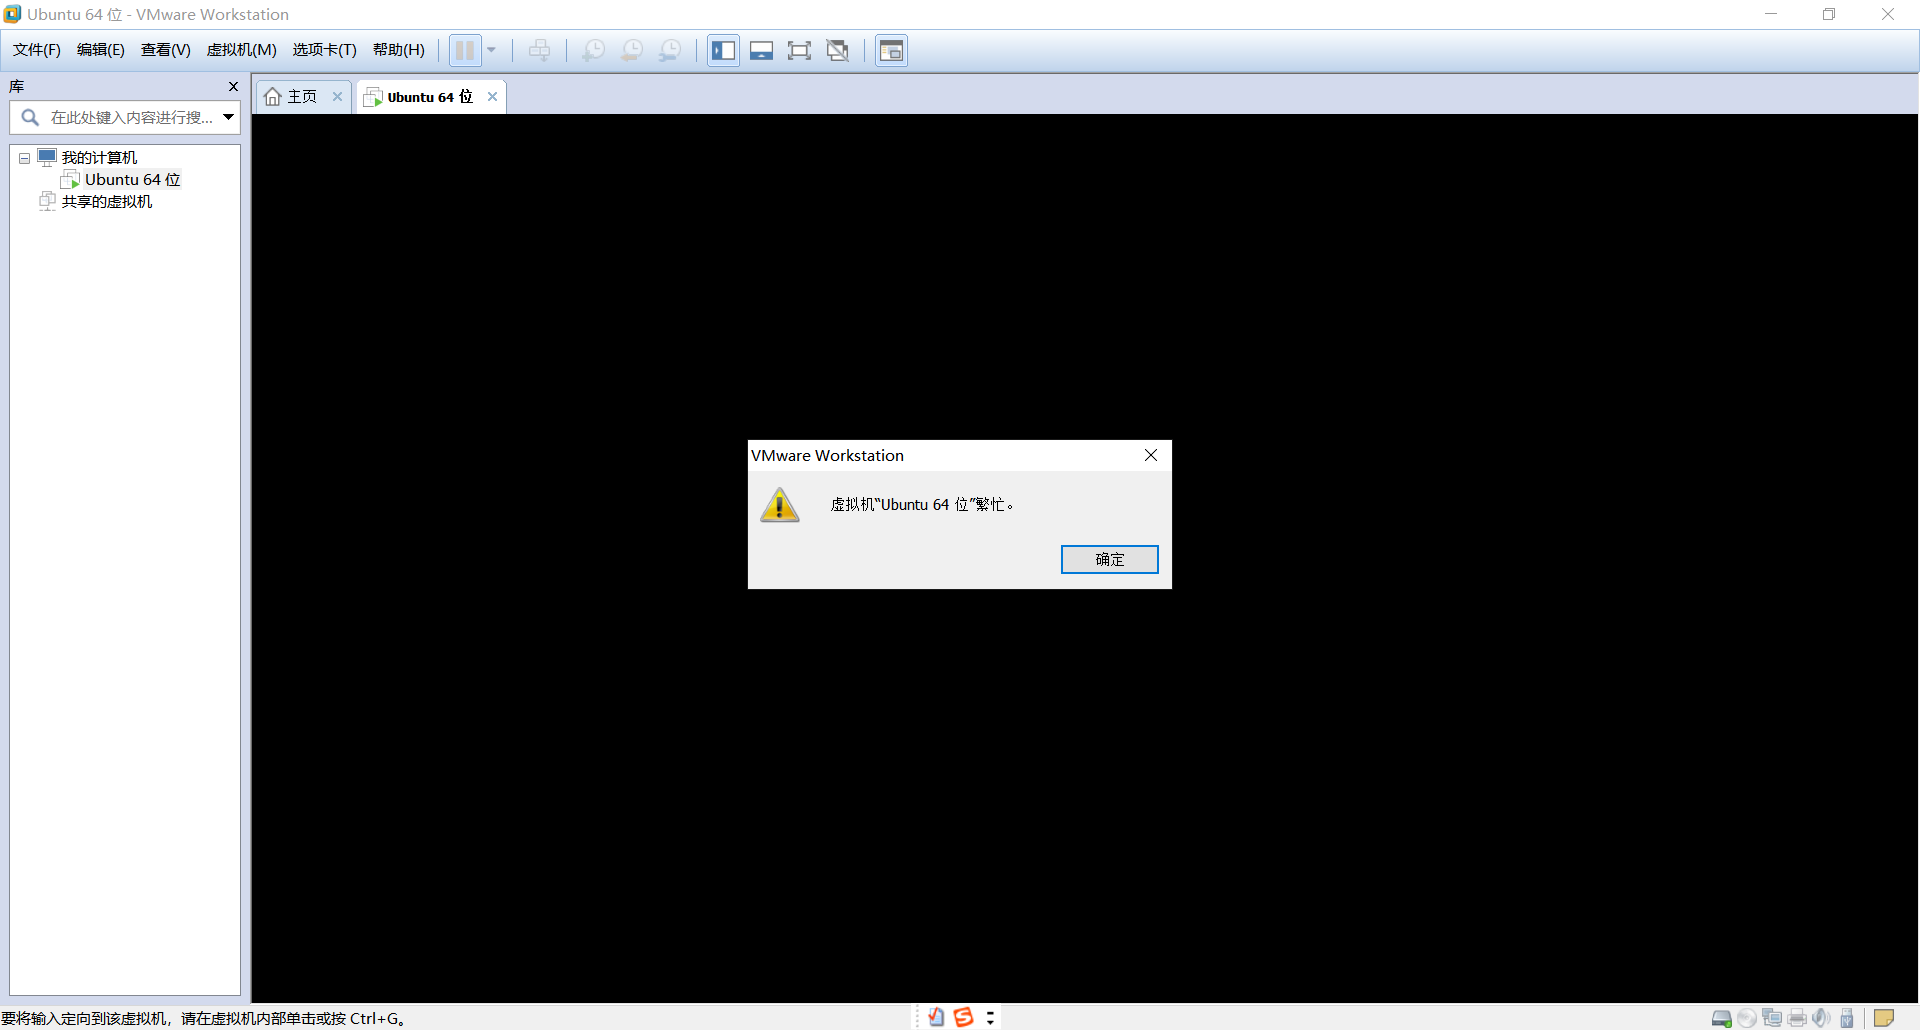 Ubuntu 64 位 - VMware Workstation
文件(F) 编辑(E) 查看(V) 虚拟机(M) 选项卡(T) 帮助(H)
库
主页
Ubuntu 64 位
在此处键入内容进行搜...
我的计算机
Ubuntu 64 位
共享的虚拟机
VMware Workstation
虚拟机“Ubuntu 64 位”繁忙。
确定
要将输入定向到该虚拟机，请在虚拟机内部单击或按 Ctrl+G。